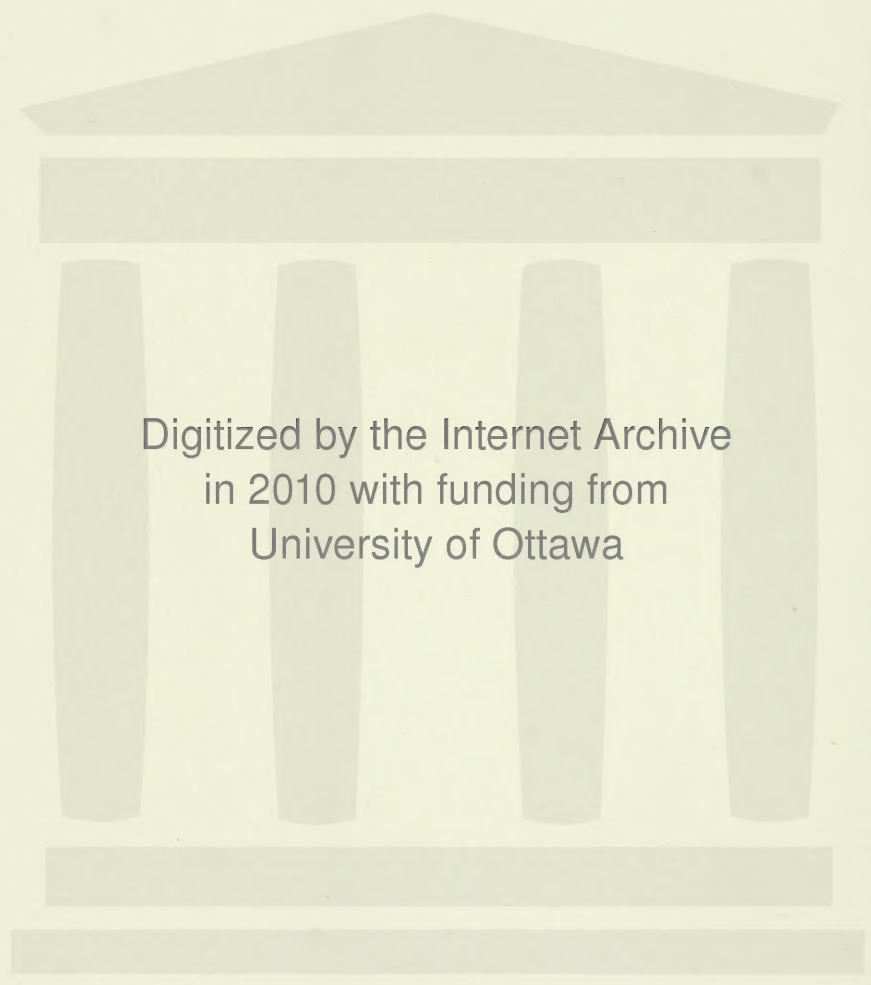 Digitized by the Internet Archive
in 2010 with funding from
University of Ottawa